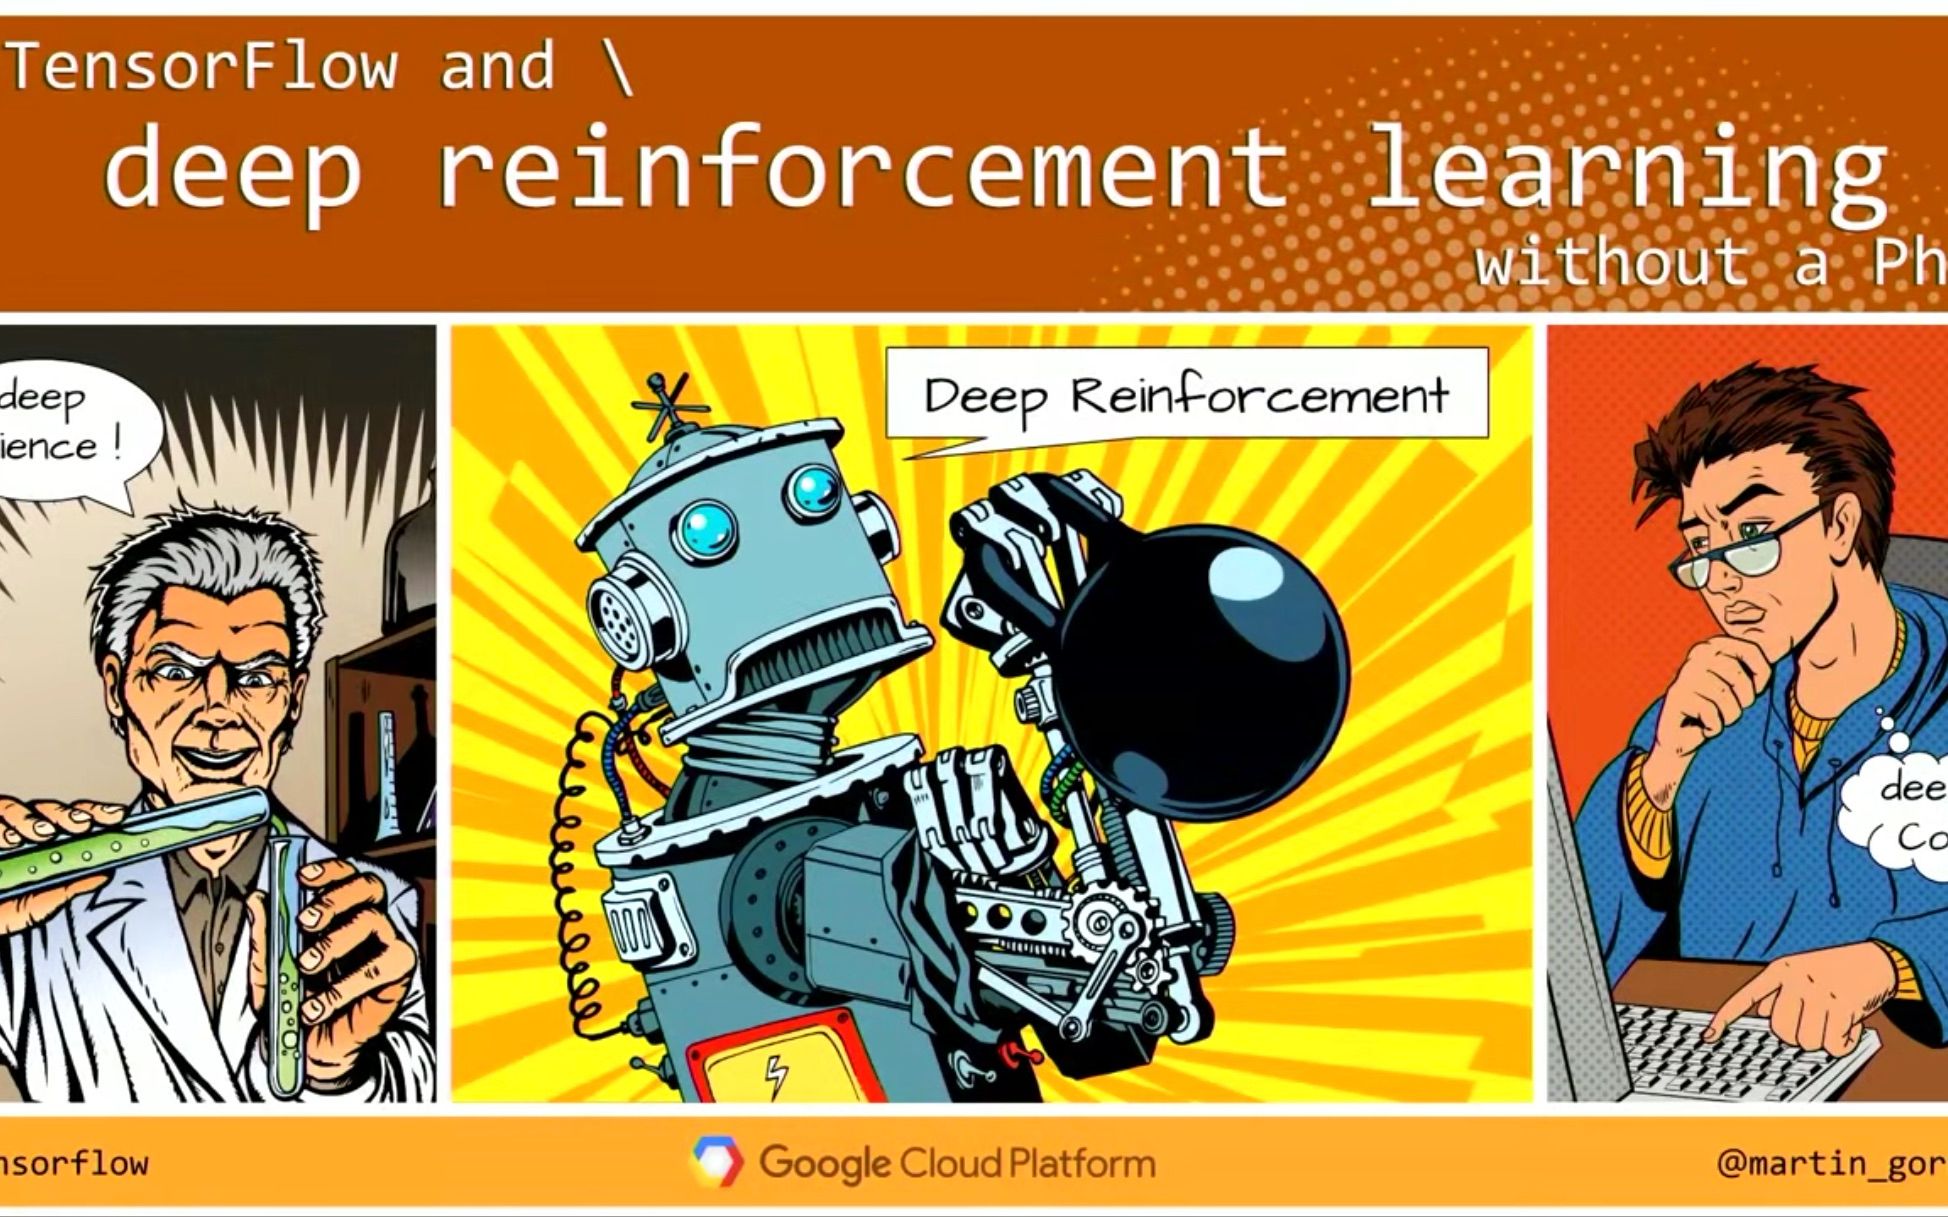 TensorFlow and \
deep reinforcement learning
without a Ph
deep
ience !
Deep Reinforcement
dee
Co
nsorflow
Google Cloud Platform
@martin_gor